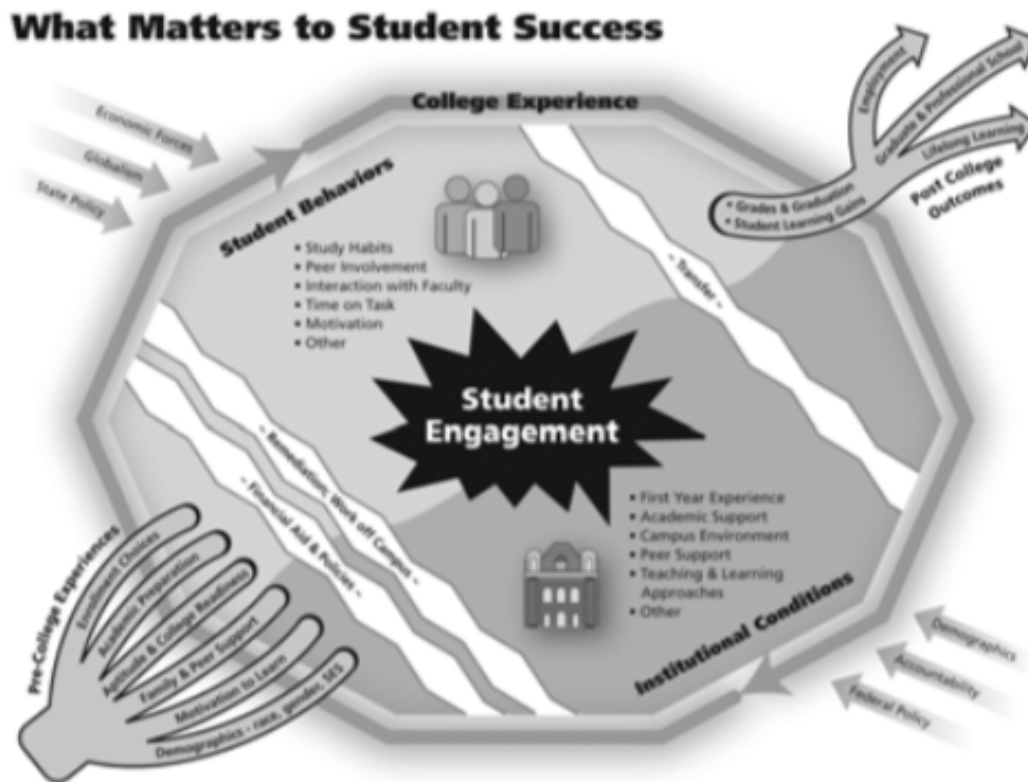 What Matters to Student Success
College Experience
Economic Forces
Globalism
State Policy
Student Behaviors
• Study Habits
• Peer Involvement
• Interaction with Faculty
• Time on Task
• Motivation
• Other
~ Transfer ~
Employment
Graduate & Professional School
Lifelong Learning
• Grades & Graduation
• Student Learning Gains
Post College
Outcomes
Student
Engagement
~ Remediation; Work off Campus ~
~ Financial Aid & Policies ~
Pre-College Experiences
Enrollment Choices
Academic Preparation
Aptitude & College Readiness
Family & Peer Support
Motivation to Learn
Demographics - race, gender, SES
• First Year Experience
• Academic Support
• Campus Environment
• Peer Support
• Teaching & Learning
Approaches
• Other
Institutional Conditions
Demographics
Accountability
Federal Policy